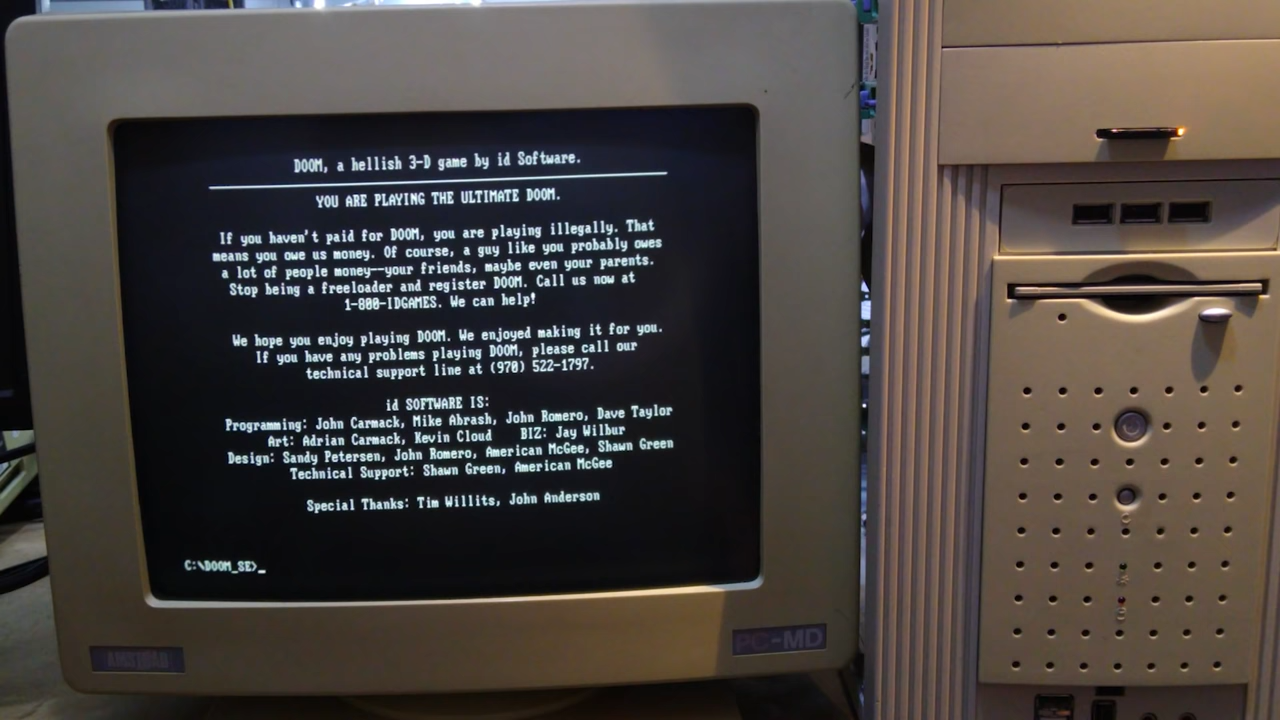 DOOM, a hellish 3-D game by id Software.
YOU ARE PLAYING THE ULTIMATE DOOM.
If you haven't paid for DOOM, you are playing illegally. That
means you owe us money. Of course, a guy like you probably owes
a lot of people money--your friends, maybe even your parents.
Stop being a freeloader and register DOOM. Call us now at
1-800-IDGAMES. We can help!
We hope you enjoy playing DOOM. We enjoyed making it for you.
If you have any problems playing DOOM, please call our
technical support line at (970) 522-1797.
id SOFTWARE IS:
Programming: John Carmack, Mike Abrash, John Romero, Dave Taylor
Art: Adrian Carmack, Kevin Cloud    BIZ: Jay Wilbur
Design: Sandy Petersen, John Romero, American McGee, Shawn Green
Technical Support: Shawn Green, American McGee
Special Thanks: Tim Willits, John Anderson
C:\DOOM_SE>_
AMSTRAD PC-MD